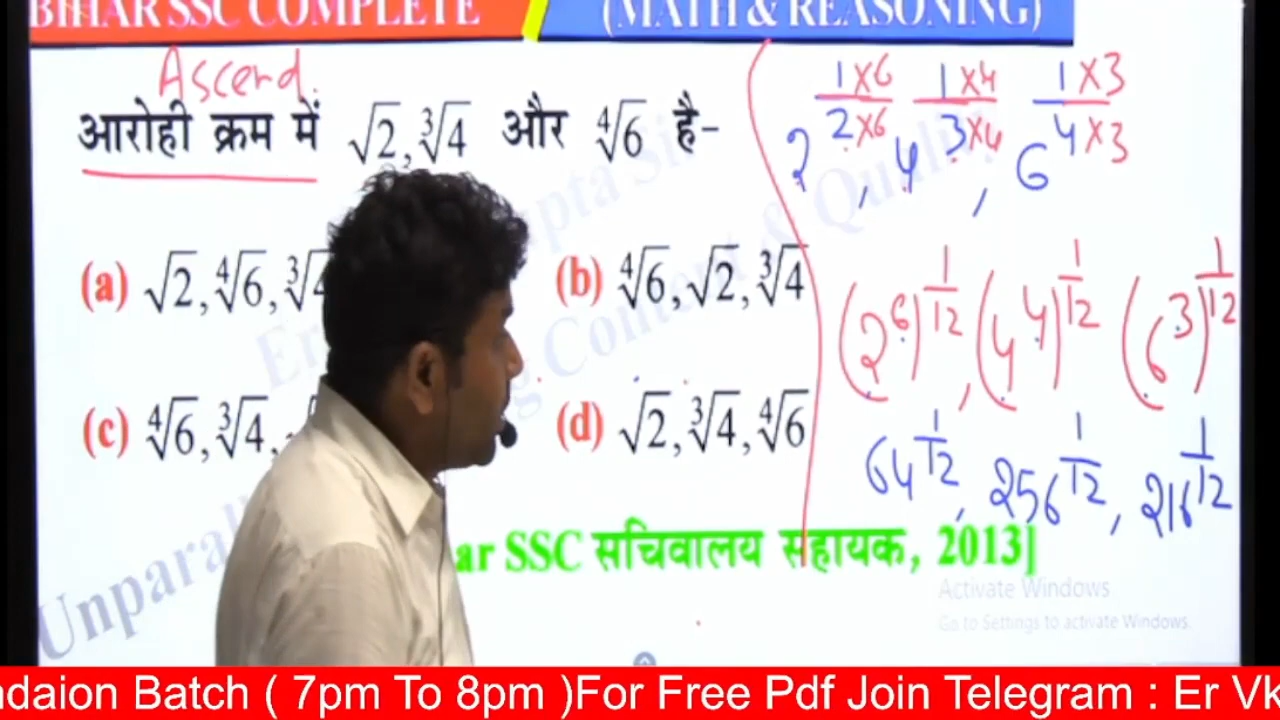 BIHAR SSC COMPLETE (MATH & REASONING)
Ascend.
आरोही क्रम में √2, ∛4 और ∜6 है-
(a) √2, ∜6, ∛4
(b) ∜6, √2, ∛4
(c) ∜6, ∛4,
(d) √2, ∛4, ∜6
ar SSC सचिवालय सहायक, 2013]
2^(1×6/2×6), 4^(1×4/3×4), 6^(1×3/4×3)
(2^6)^(1/12), (4^4)^(1/12), (6^3)^(1/12)
64^(1/12), 256^(1/12), 216^(1/12)
Activate Windows
Go to Settings to activate Windows.
ndaion Batch ( 7pm To 8pm )For Free Pdf Join Telegram : Er Vk